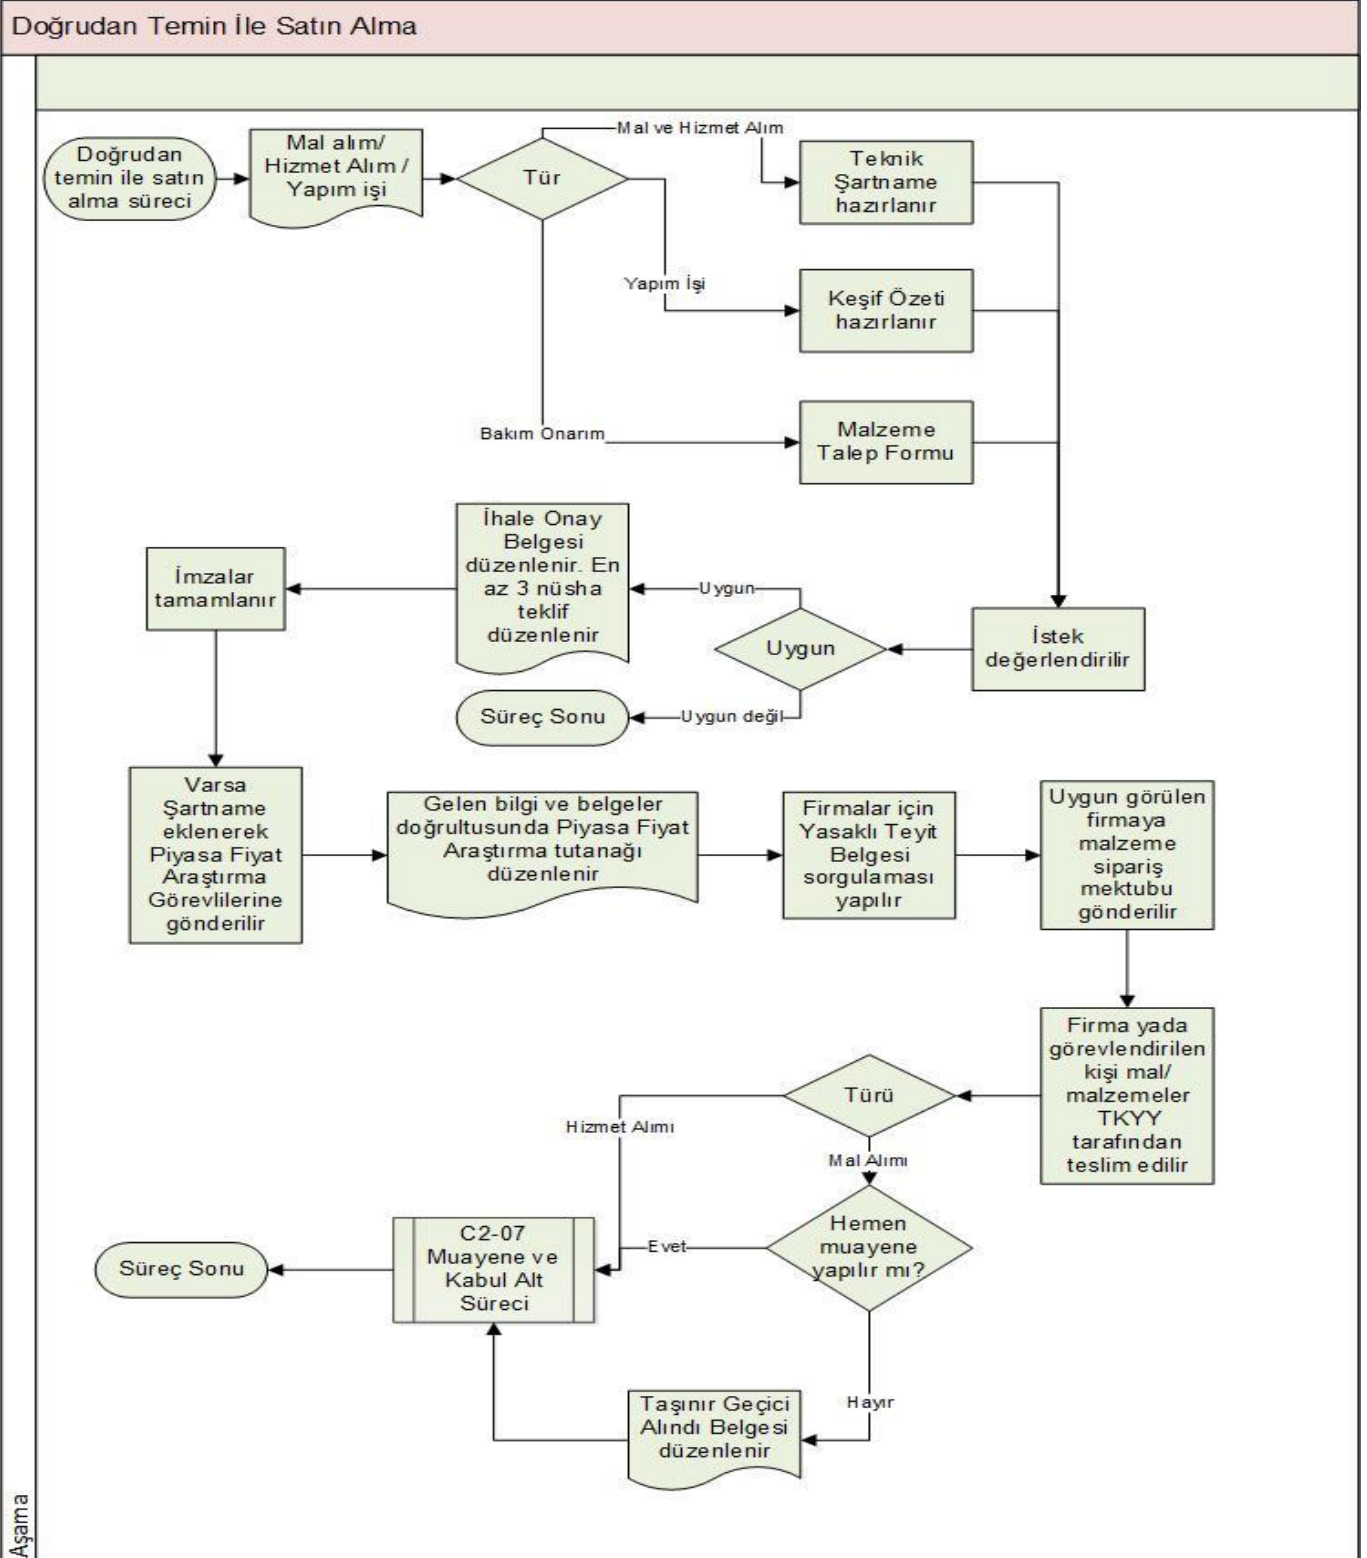 Doğrudan Temin İle Satın Alma
Doğrudan
temin ile satın
alma süreci
Mal alım/
Hizmet Alım /
Yapım işi
Tür
Mal ve Hizmet Alım
Teknik
Şartname
hazırlanır
Yapım İşi
Keşif Özeti
hazırlanır
Bakım Onarım
Malzeme
Talep Formu
İstek
değerlendirilir
Uygun
Uygun
Uygun değil
Süreç Sonu
İhale Onay
Belgesi
düzenlenir. En
az 3 nüsha
teklif
düzenlenir
İmzalar
tamamlanır
Varsa
Şartname
eklenerek
Piyasa Fiyat
Araştırma
Görevlilerine
gönderilir
Gelen bilgi ve belgeler
doğrultusunda Piyasa Fiyat
Araştırma tutanağı
düzenlenir
Firmalar için
Yasaklı Teyit
Belgesi
sorgulaması
yapılır
Uygun görülen
firmaya
malzeme
sipariş
mektubu
gönderilir
Firma yada
görevlendirilen
kişi mal/
malzemeler
TKYY
tarafından
teslim edilir
Türü
Hizmet Alımı
Mal Alımı
Hemen
muayene
yapılır mı?
Evet
C2-07
Muayene ve
Kabul Alt
Süreci
Süreç Sonu
Hayır
Taşınır Geçici
Alındı Belgesi
düzenlenir
Aşama